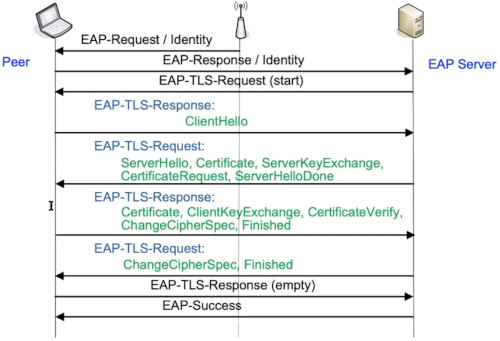 EAP-Request / Identity
Peer
EAP-Response / Identity
EAP Server
EAP-TLS-Request (start)
EAP-TLS-Response:
ClientHello
EAP-TLS-Request:
ServerHello, Certificate, ServerKeyExchange,
CertificateRequest, ServerHelloDone
EAP-TLS-Response:
Certificate, ClientKeyExchange, CertificateVerify,
ChangeCipherSpec, Finished
EAP-TLS-Request:
ChangeCipherSpec, Finished
EAP-TLS-Response (empty)
EAP-Success